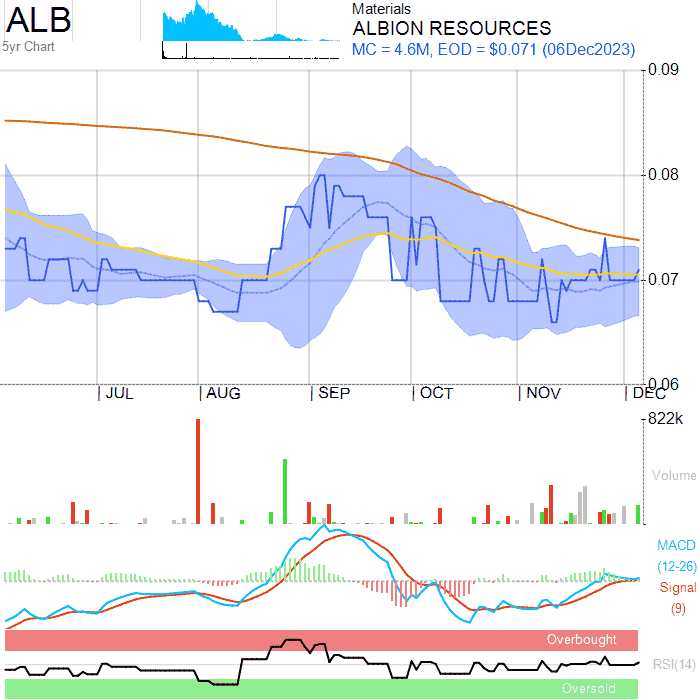 ALB
5yr Chart
Materials
ALBION RESOURCES
MC = 4.6M, EOD = $0.071 (06Dec2023)
0.09
0.08
0.07
0.06
JUL
AUG
SEP
OCT
NOV
DEC
822k
Volume
MACD
(12-26)
Signal
(9)
Overbought
RSI(14)
Oversold